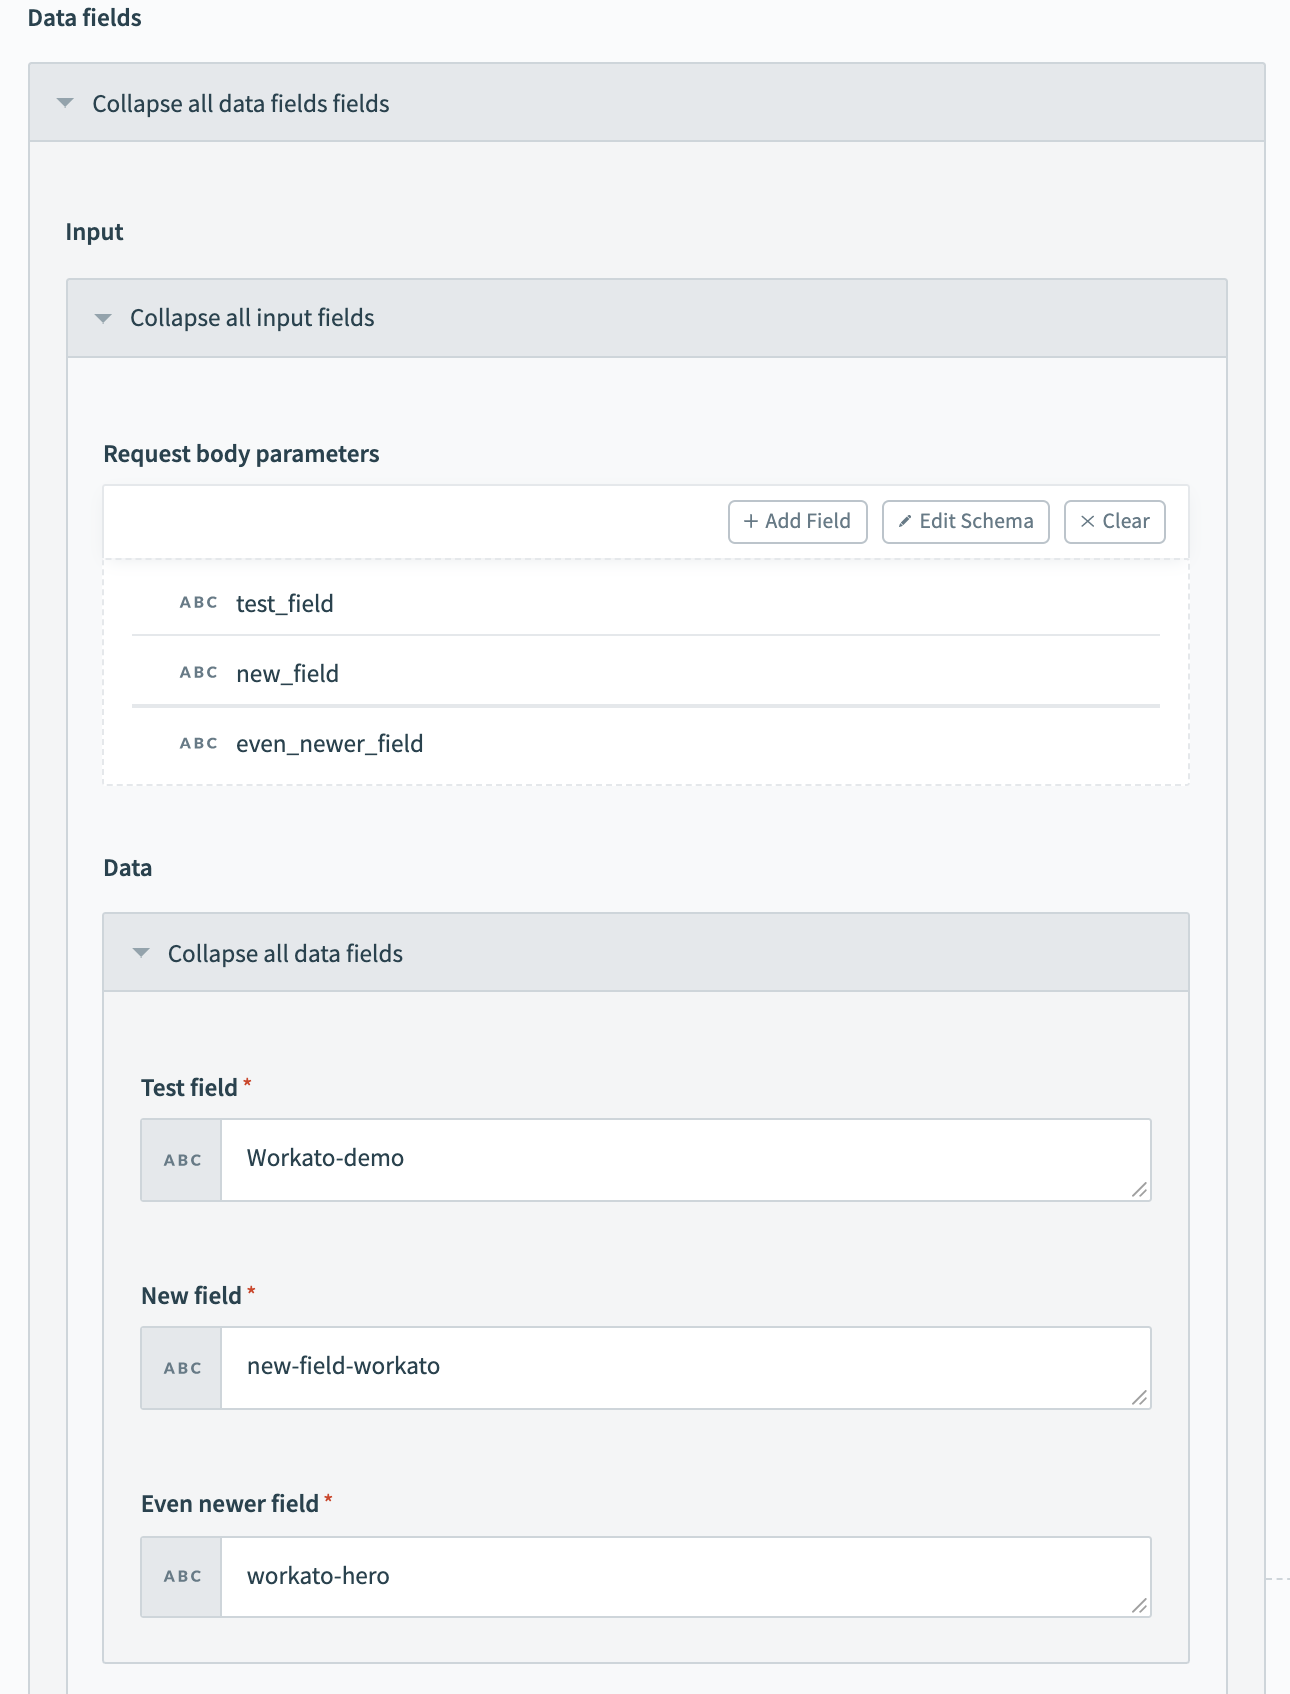 Data fields
Collapse all data fields fields
Input
Collapse all input fields
Request body parameters
+ Add Field Edit Schema × Clear
ABC test_field
ABC new_field
ABC even_newer_field
Data
Collapse all data fields
Test field *
ABC Workato-demo
New field *
ABC new-field-workato
Even newer field *
ABC workato-hero